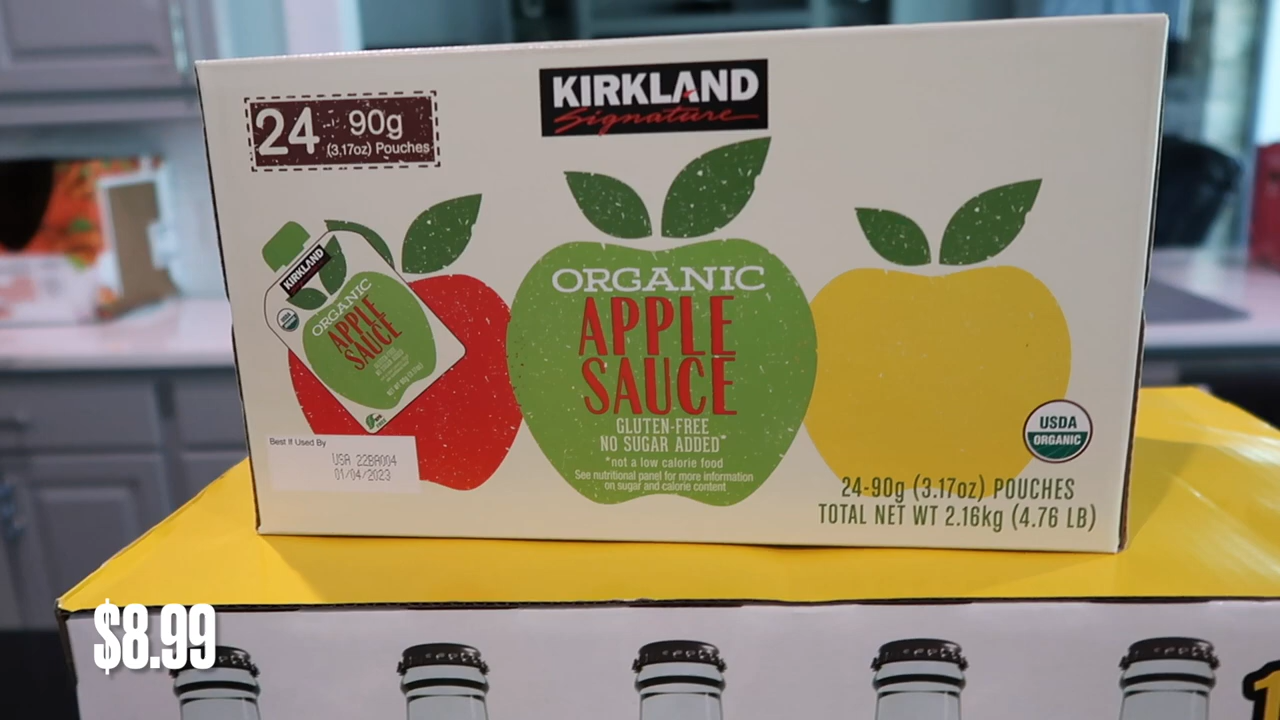 KIRKLAND
Signature
24 90g
(3.17oz) Pouches
KIRKLAND
USDA
ORGANIC
ORGANIC
APPLE
SAUCE
ORGANIC
APPLE
SAUCE
GLUTEN-FREE
NO SUGAR ADDED*
*not a low calorie food
See nutritional panel for more information
on sugar and calorie content
Best If Used By
USA 22BA004
01/04/2023
USDA
ORGANIC
24-90g (3.17oz) POUCHES
TOTAL NET WT 2.16kg (4.76 LB)
$8.99